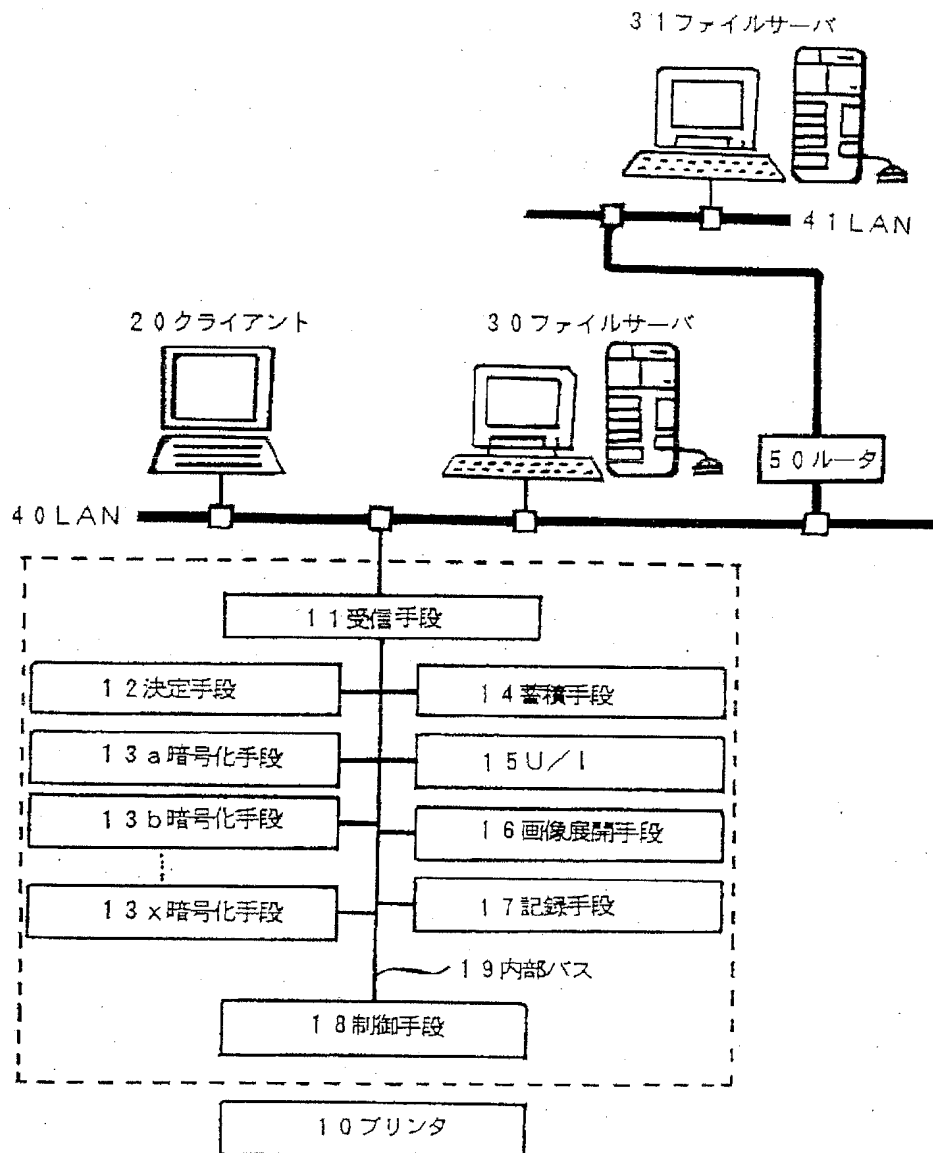 31ファイルサーバ
41LAN
20クライアント
30ファイルサーバ
50ルータ
40LAN
11受信手段
12決定手段
14蓄積手段
13a暗号化手段
15U/I
13b暗号化手段
16画像展開手段
13x暗号化手段
17記録手段
19内部バス
18制御手段
10プリンタ